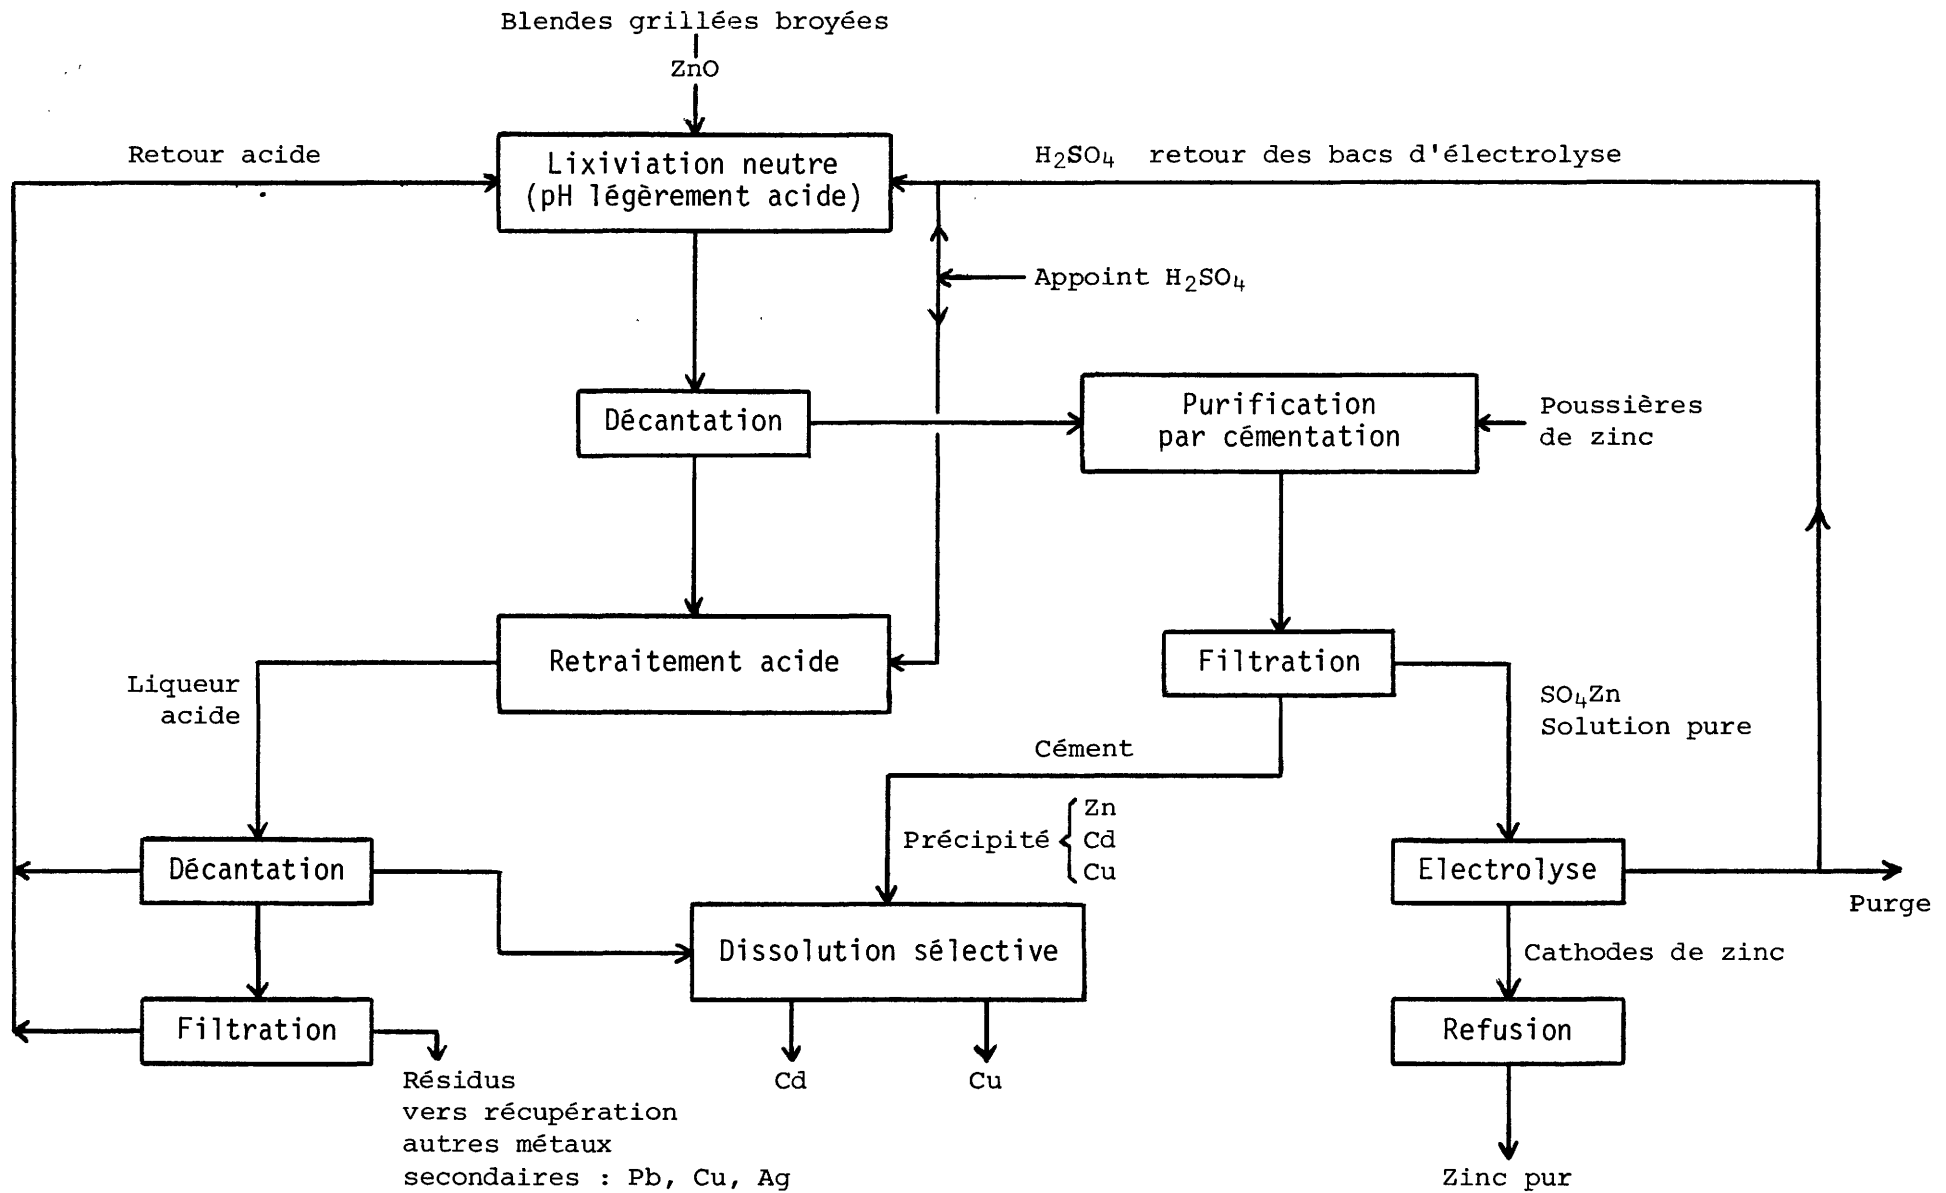 Blendes grillées broyées
ZnO
Retour acide
Lixiviation neutre
(pH légèrement acide)
H₂SO₄ retour des bacs d'électrolyse
Appoint H₂SO₄
Décantation
Purification
par cémentation
Poussières
de zinc
Retraitement acide
Filtration
Liqueur
acide
SO₄Zn
Solution pure
Cément
Précipité
Zn
Cd
Cu
Décantation
Electrolyse
Purge
Dissolution sélective
Cathodes de zinc
Filtration
Refusion
Résidus
vers récupération
autres métaux
secondaires : Pb, Cu, Ag
Cd
Cu
Zinc pur